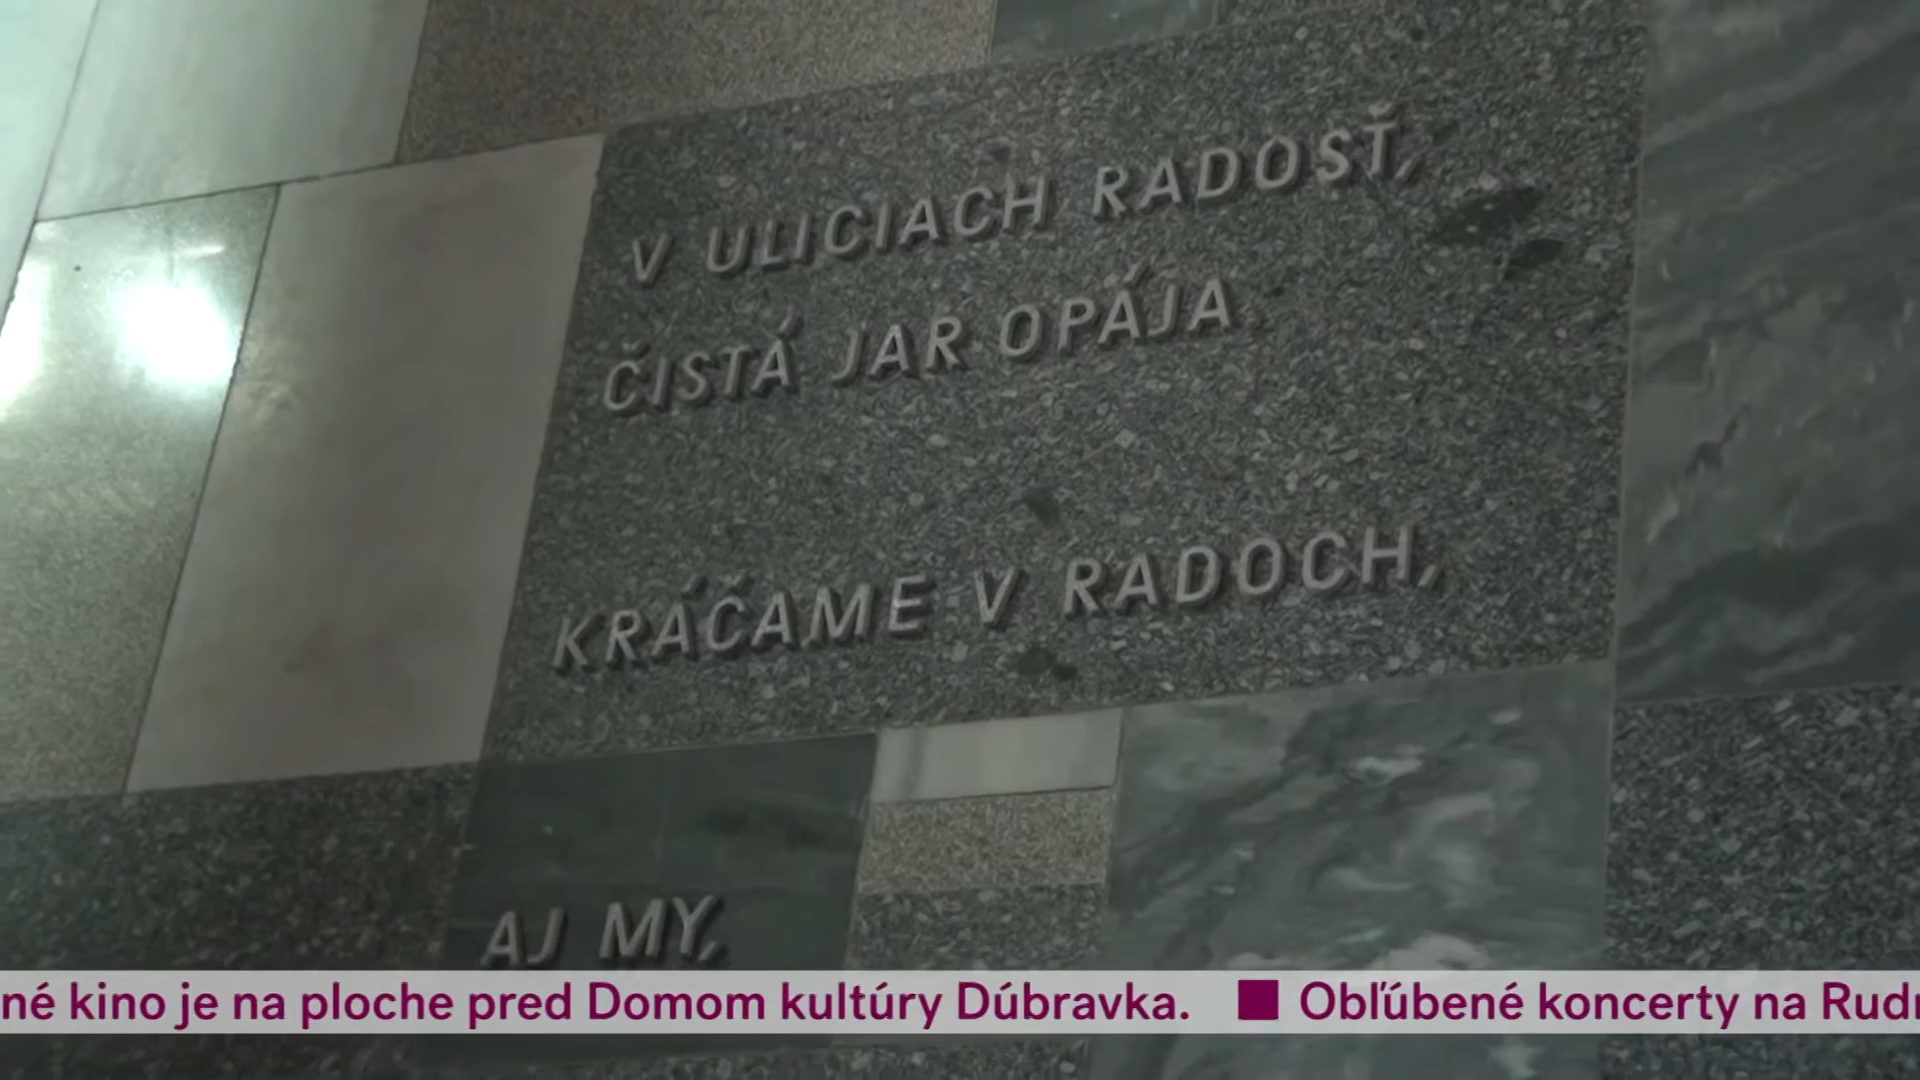 V ULICIACH RADOSŤ,
ČISTÁ JAR OPÁJA
KRÁČAME V RADOCH,
AJ MY,
né kino je na ploche pred Domom kultúry Dúbravka. ■ Obľúbené koncerty na Rudn